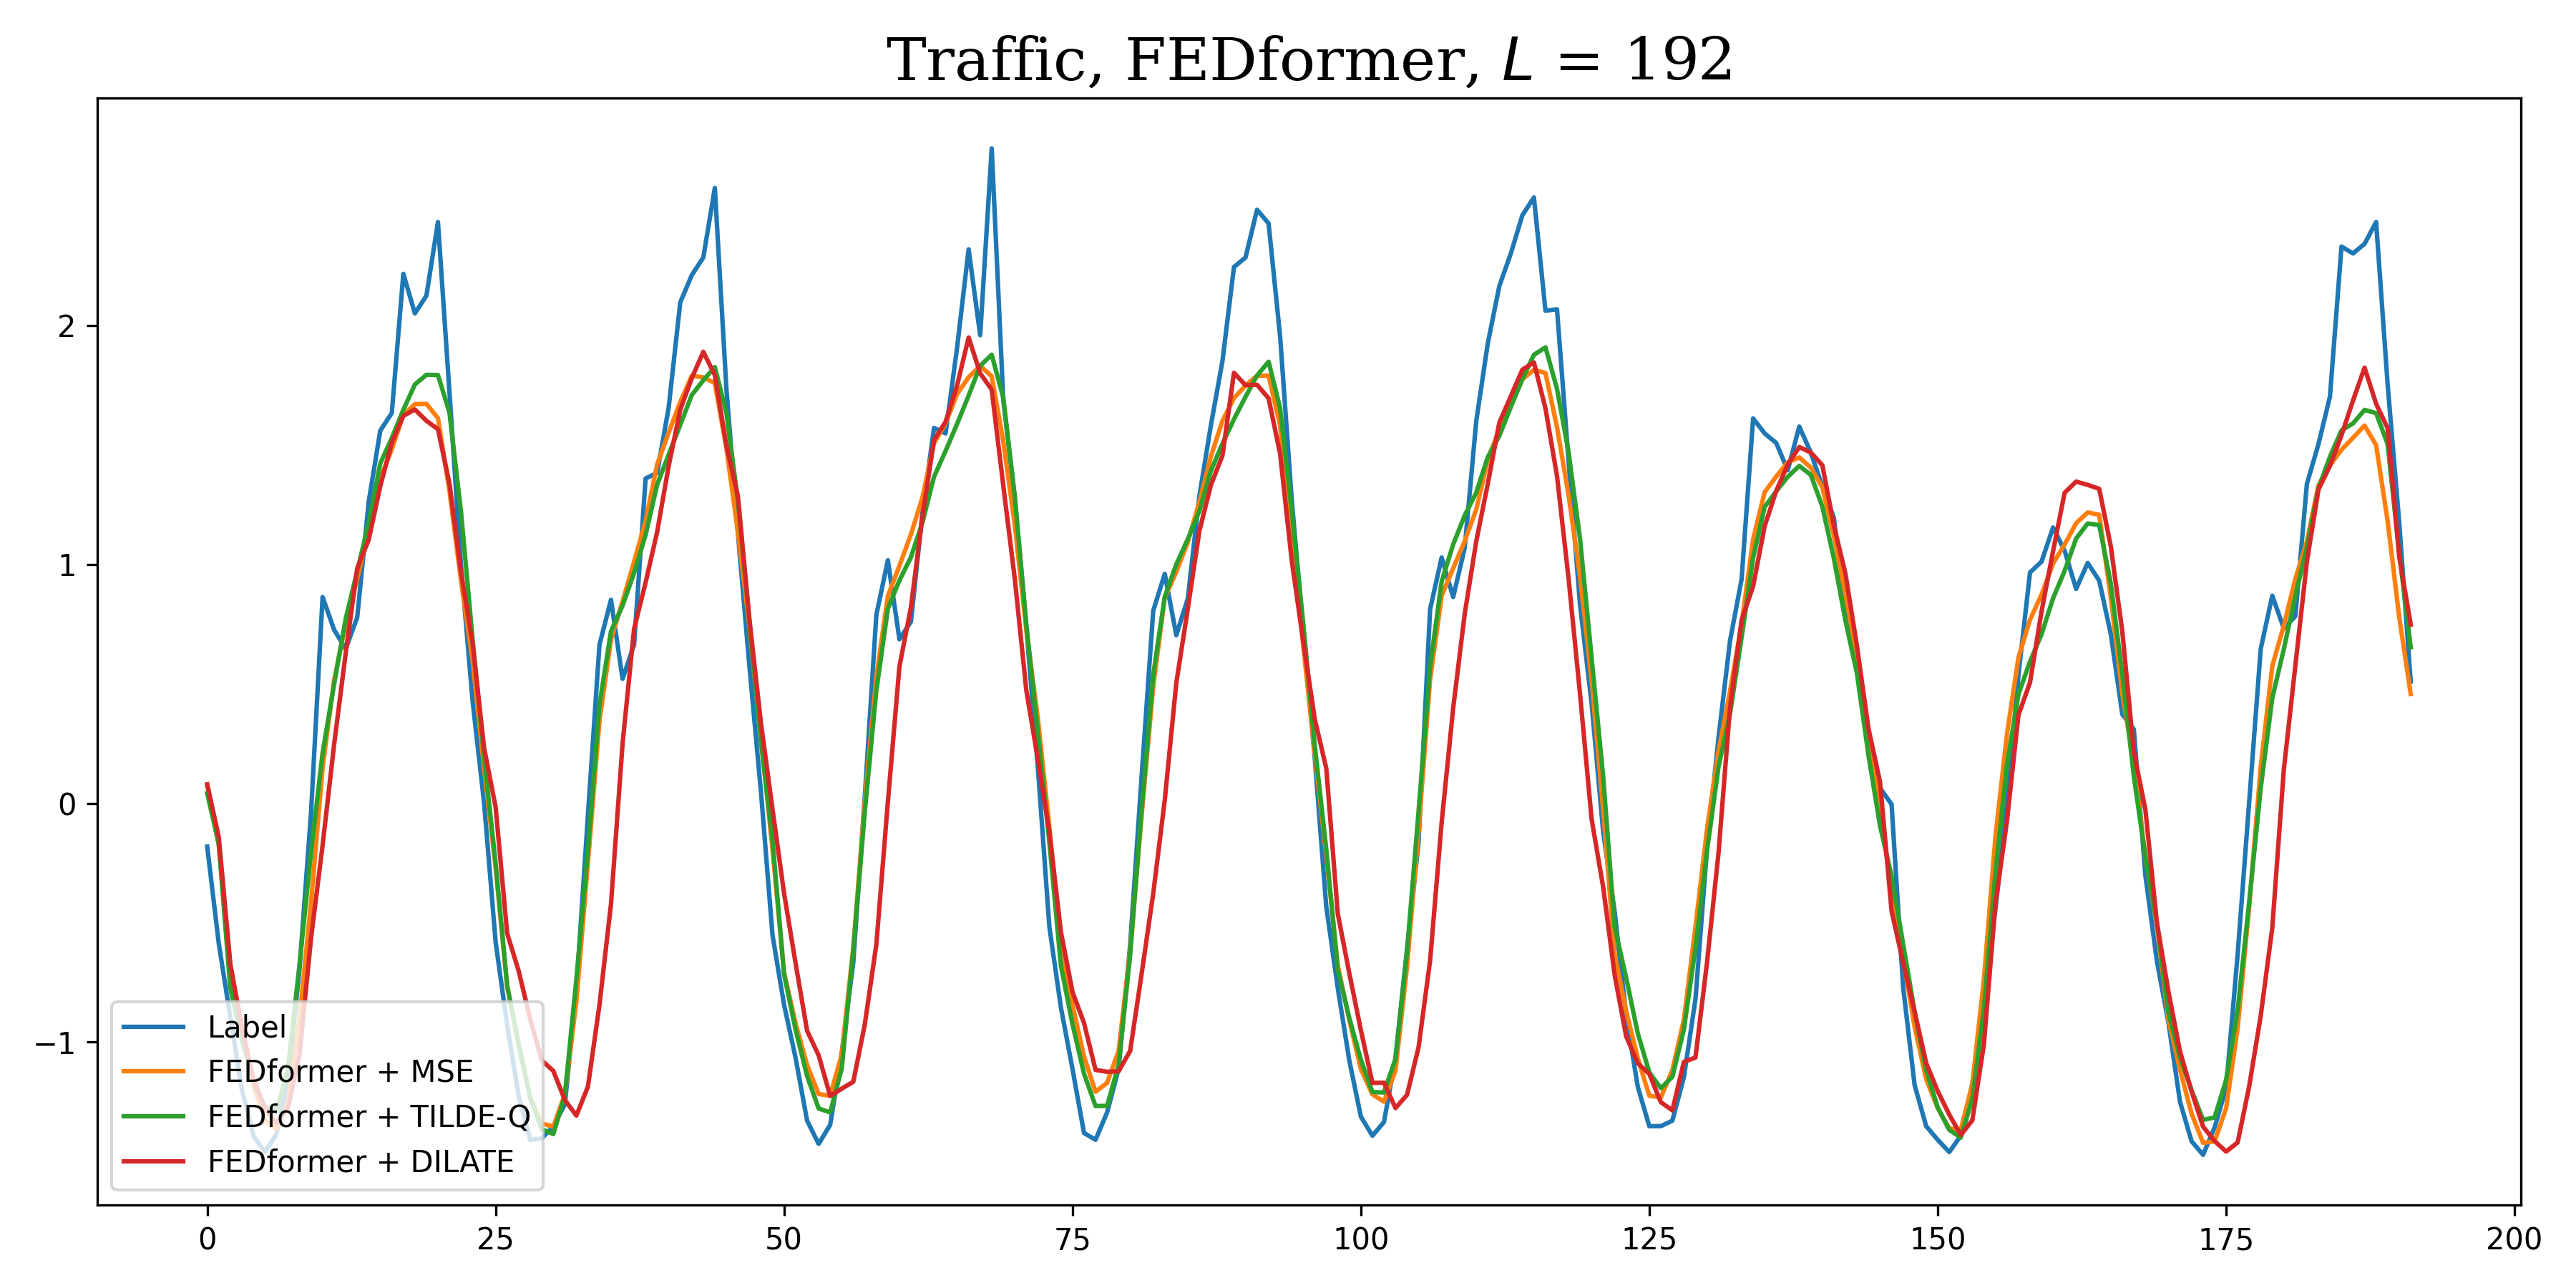 Traffic, FEDformer, L = 192
2
1
0
−1
Label
FEDformer + MSE
FEDformer + TILDE-Q
FEDformer + DILATE
0 25 50 75 100 125 150 175 200